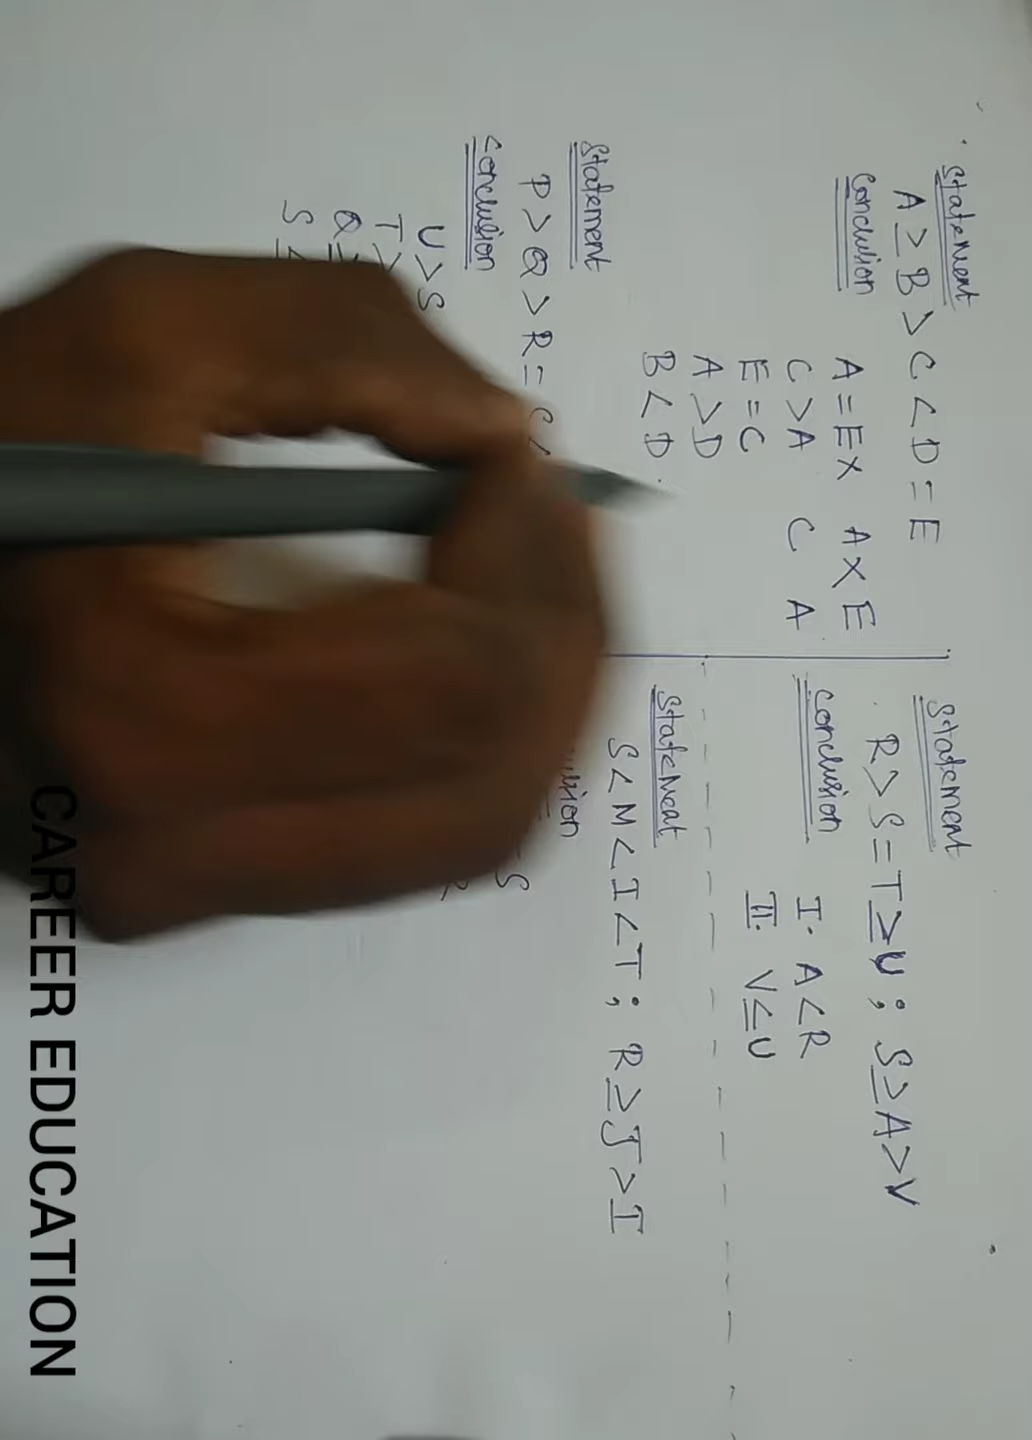 Statement
A ≥ B > C < D = E
Conclusion
A = E X A X E
C > A C A
E = C
A > D
B < D
Statement
P > Q > R =
Conclusion
U > S
Statement
R > S = T ≥ U ; S ≥ A > V
Conclusion
I. A < R
II. V ≤ U
Statement
S < M < I < T ; R ≥ J > I
CAREER EDUCATION